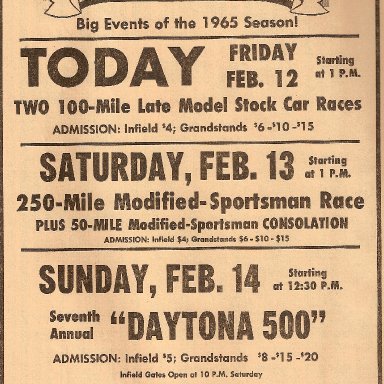 Big Events of the 1965 Season!
TODAY FRIDAY FEB. 12 Starting at 1 P.M.
TWO 100-Mile Late Model Stock Car Races
ADMISSION: Infield $4; Grandstands $6-$10-$15
SATURDAY, FEB. 13 Starting at 1 P.M.
250-Mile Modified-Sportsman Race
PLUS 50-MILE Modified-Sportsman CONSOLATION
ADMISSION: Infield $4; Grandstands $6 - $10 - $15
SUNDAY, FEB. 14 Starting at 12:30 P.M.
Seventh Annual "DAYTONA 500"
ADMISSION: Infield $5; Grandstands $8-$15-$20
Infield Gates Open at 10 P.M. Saturday